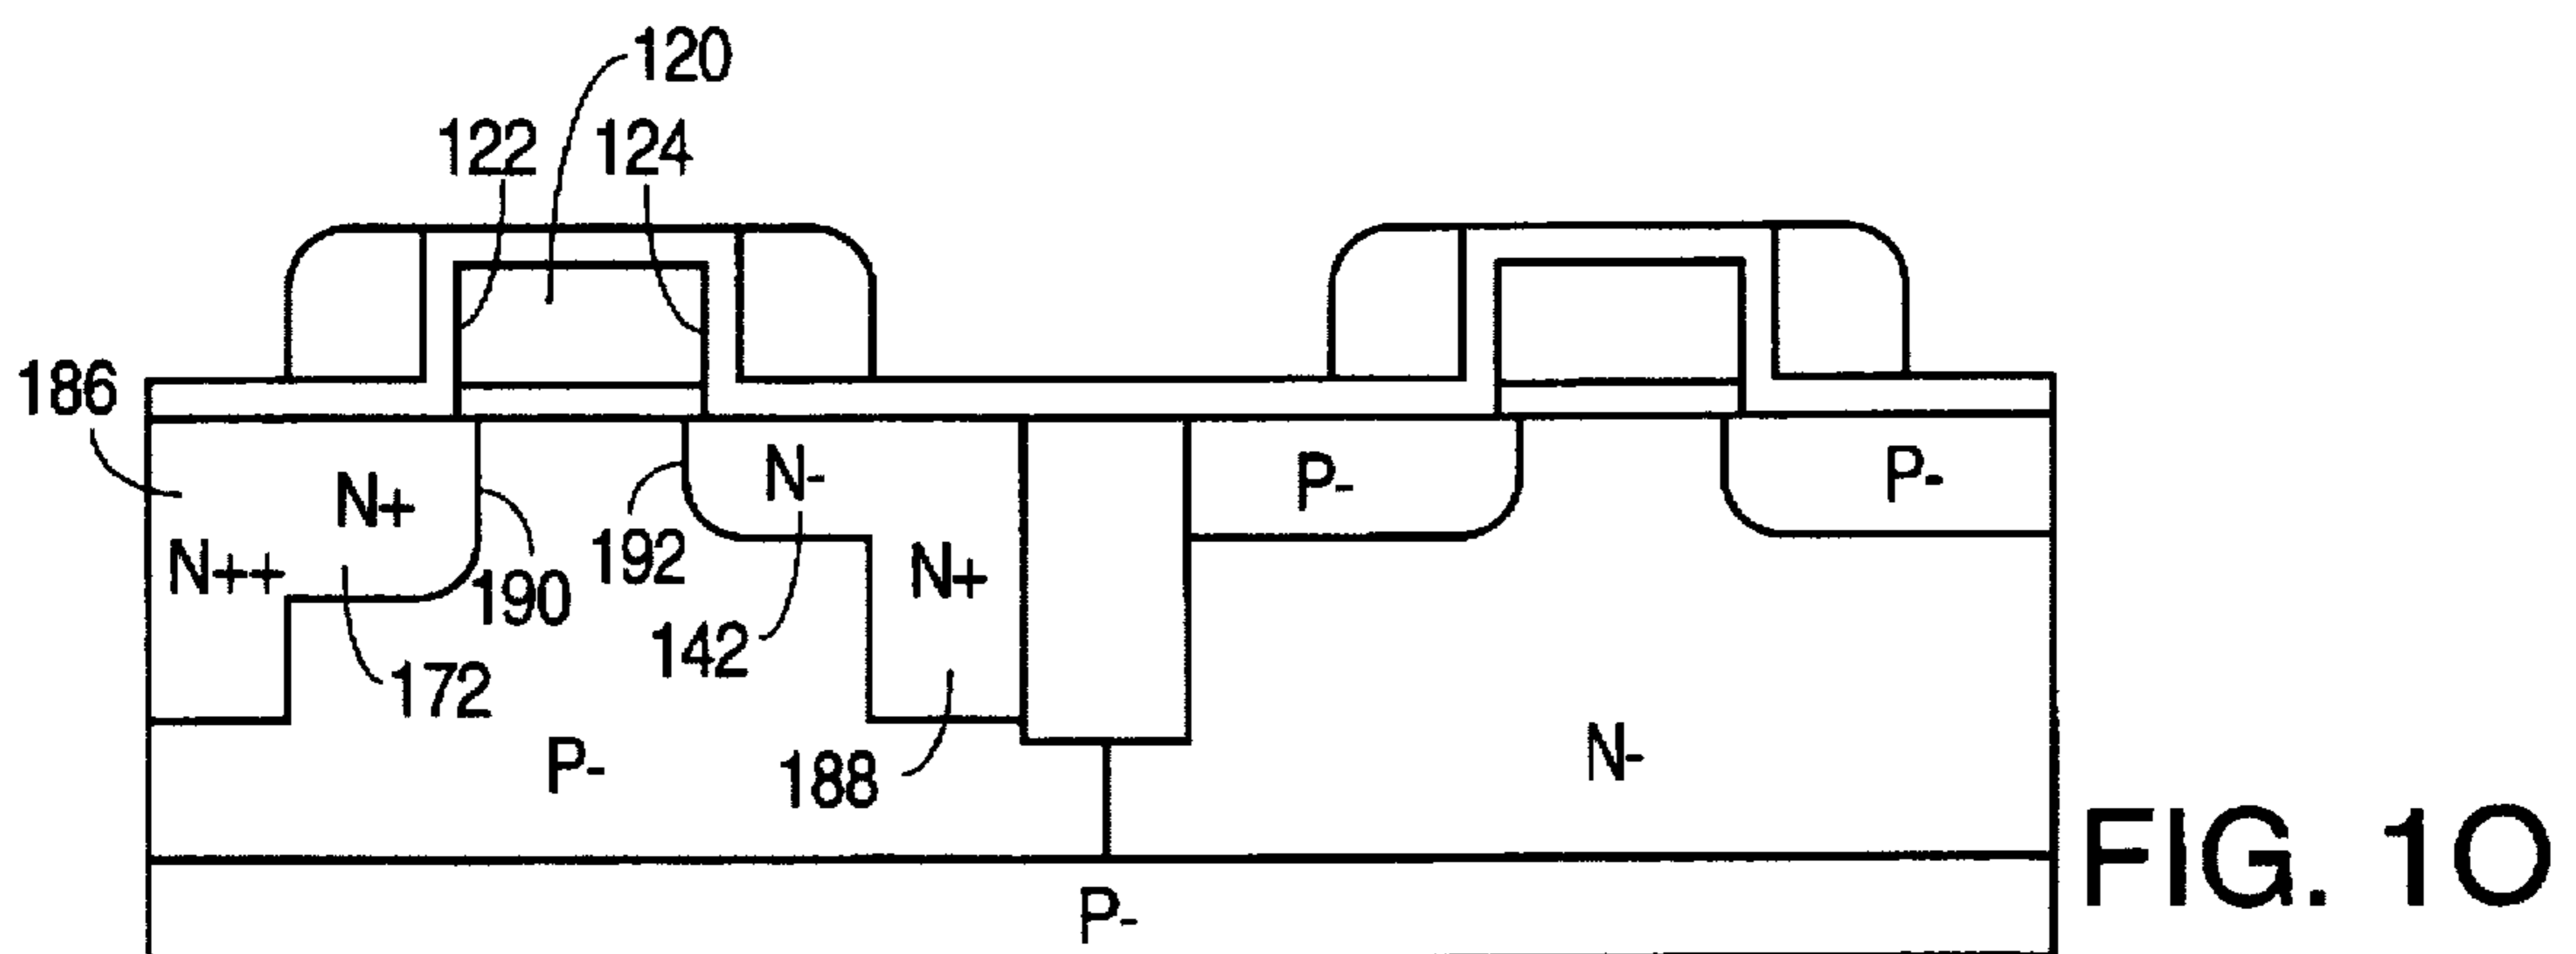 120
122 124
186
N+ N- P- P-
N++ 190 192 N+
142
172
188
P- N-
FIG. 10
P-